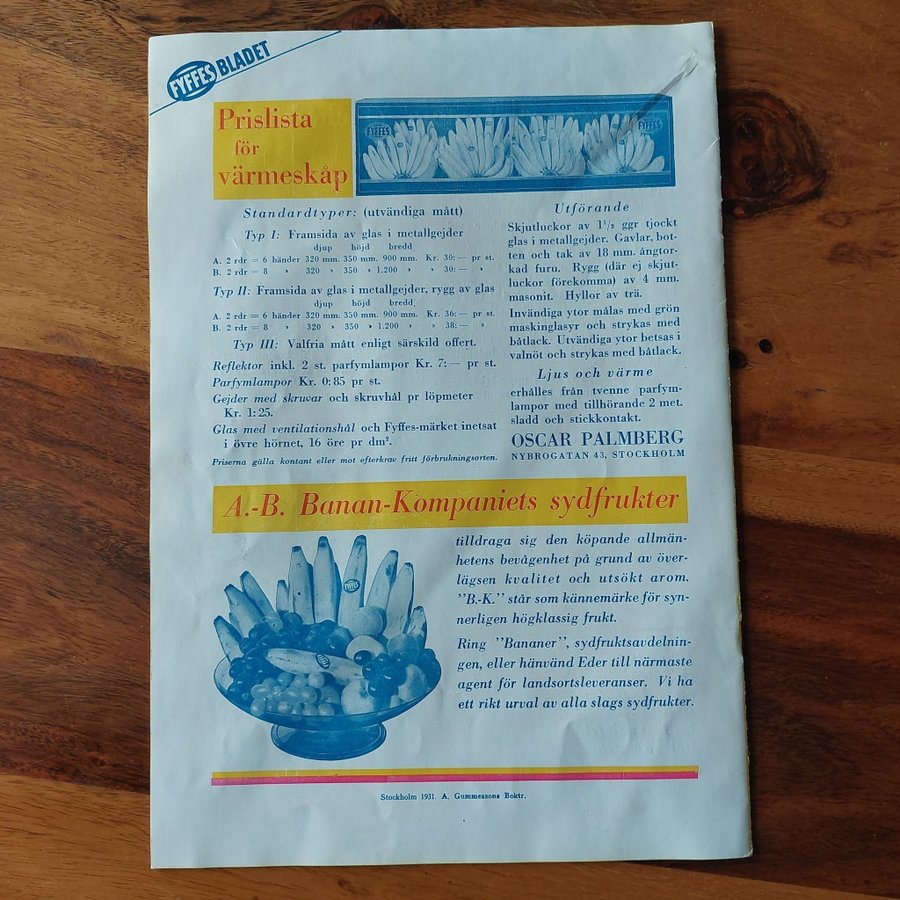 FYFFES BLADET
Prislista
för
värmeskåp
FYFFES
FYFFES
Standardtyper: (utvändiga mått)
Typ I: Framsida av glas i metallgejder
djup höjd bredd
A. 2 rdr = 6 händer 320 mm. 350 mm. 900 mm. Kr. 30:— pr st.
B. 2 rdr = 8 » 320 » 350 » 1.200 » » 30:— »
Typ II: Framsida av glas i metallgejder, rygg av glas
djup höjd bredd
A. 2 rdr = 6 händer 320 mm. 350 mm. 900 mm. Kr. 36:— pr st.
B. 2 rdr = 8 » 320 » 350 » 1.200 » » 38:— »
Typ III: Valfria mått enligt särskild offert.
Reflektor inkl. 2 st. parfymlampor Kr. 7:— pr st.
Parfymlampor Kr. 0:85 pr st.
Gejder med skruvar och skruvhål pr löpmeter
Kr. 1:25.
Glas med ventilationshål och Fyffes-märket inetsat
i övre hörnet, 16 öre pr dm².
Priserna gälla kontant eller mot efterkrav fritt förbrukningsorten.
Utförande
Skjutluckor av 1¹/₂ ggr tjockt
glas i metallgejder. Gavlar, bot-
ten och tak av 18 mm. ångtor-
kad furu. Rygg (där ej skjut-
luckor förekomma) av 4 mm.
masonit. Hyllor av trä.
Invändiga ytor målas med grön
maskinglasyr och strykas med
båtlack. Utvändiga ytor betsas i
valnöt och strykas med båtlack.
Ljus och värme
erhålles från tvenne parfym-
lampor med tillhörande 2 met.
sladd och stickkontakt.
OSCAR PALMBERG
NYBROGATAN 43, STOCKHOLM
A.-B. Banan-Kompaniets sydfrukter
FYFFES
FYFFES
tilldraga sig den köpande allmän-
hetens bevågenhet på grund av över-
lägsen kvalitet och utsökt arom.
"B.-K." står som kännemärke för syn-
nerligen högklassig frukt.
Ring "Bananer", sydfruktsavdelnin-
gen, eller hänvänd Eder till närmaste
agent för landsortsleveranser. Vi ha
ett rikt urval av alla slags sydfrukter.
Stockholm 1931. A. Gummessons Boktr.